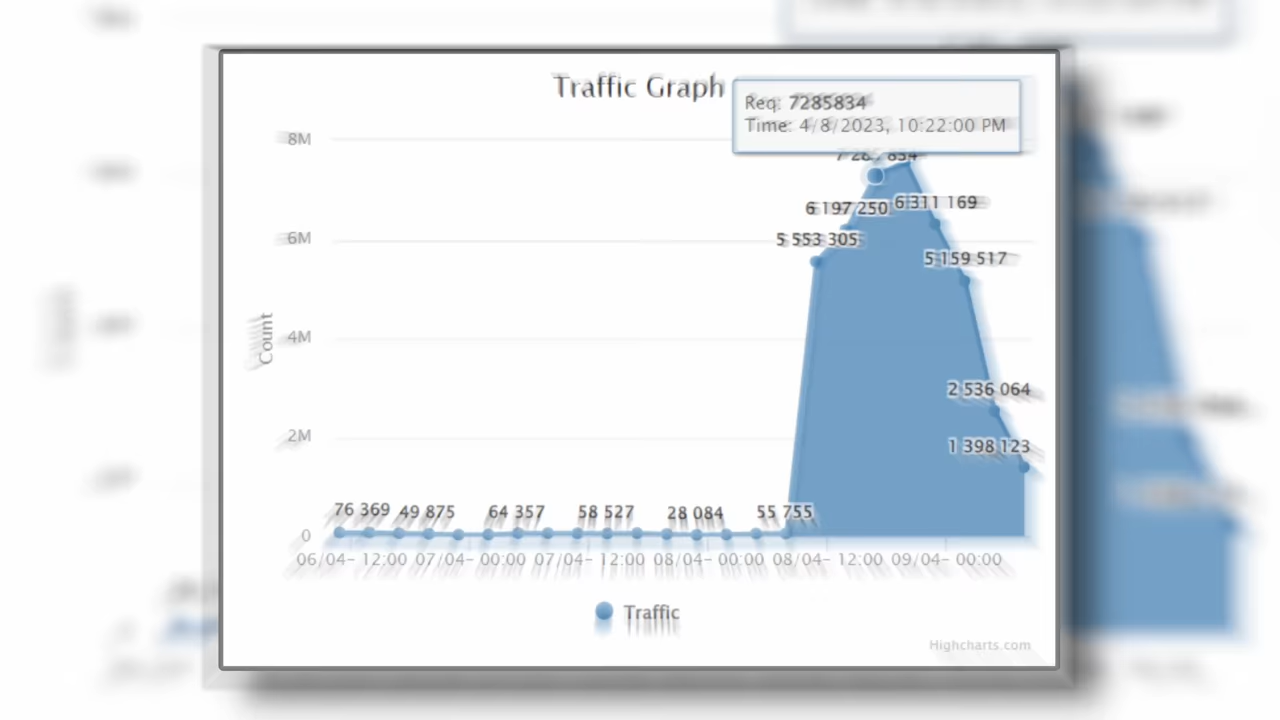 Traffic Graph
Req: 7285834
Time: 4/8/2023, 10:22:00 PM
8M
6 197 250
6 311 169
6M
5 553 305
5 159 517
Count
4M
2 536 064
2M
1 398 123
76 369
49 875
64 357
58 527
28 084
55 755
0
06/04– 12:00
07/04– 00:00
07/04– 12:00
08/04– 00:00
08/04– 12:00
09/04– 00:00
Traffic
Highcharts.com